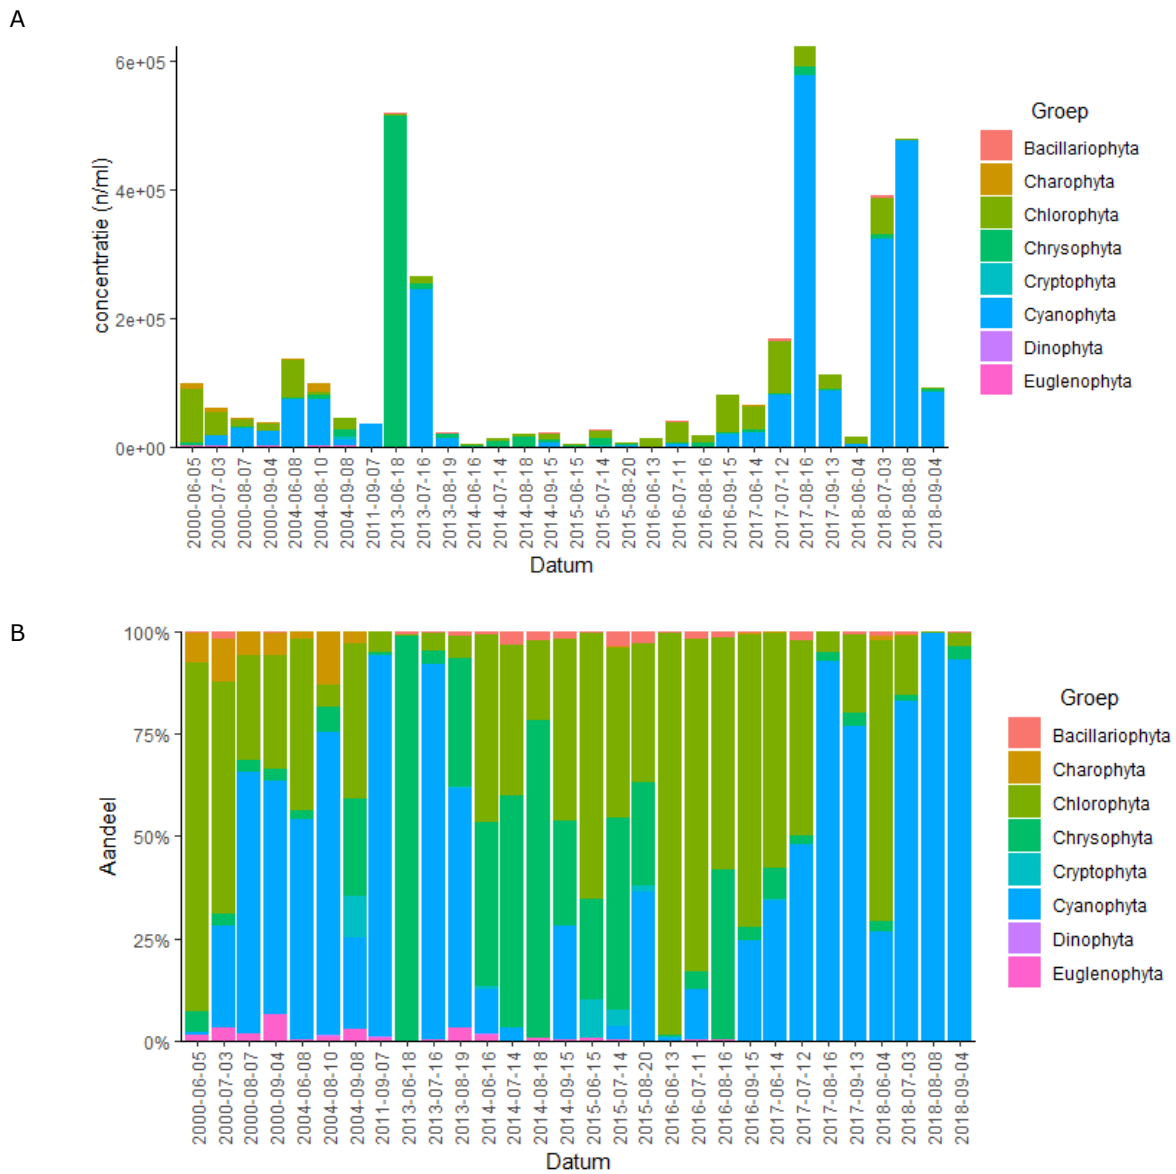 A
6e+05
4e+05
2e+05
0e+00
concentratie (n/ml)
2000-06-05
2000-07-03
2000-08-07
2000-09-04
2004-06-08
2004-08-10
2004-09-08
2011-09-07
2013-06-18
2013-07-16
2013-08-19
2014-06-16
2014-07-14
2014-08-18
2014-09-15
2015-06-15
2015-07-14
2015-08-20
2016-06-13
2016-07-11
2016-08-16
2016-09-15
2017-06-14
2017-07-12
2017-08-16
2017-09-13
2018-06-04
2018-07-03
2018-08-08
2018-09-04
Datum
Groep
Bacillariophyta
Charophyta
Chlorophyta
Chrysophyta
Cryptophyta
Cyanophyta
Dinophyta
Euglenophyta
B
100%
75%
50%
25%
0%
Aandeel
2000-06-05
2000-07-03
2000-08-07
2000-09-04
2004-06-08
2004-08-10
2004-09-08
2011-09-07
2013-06-18
2013-07-16
2013-08-19
2014-06-16
2014-07-14
2014-08-18
2014-09-15
2015-06-15
2015-07-14
2015-08-20
2016-06-13
2016-07-11
2016-08-16
2016-09-15
2017-06-14
2017-07-12
2017-08-16
2017-09-13
2018-06-04
2018-07-03
2018-08-08
2018-09-04
Datum
Groep
Bacillariophyta
Charophyta
Chlorophyta
Chrysophyta
Cryptophyta
Cyanophyta
Dinophyta
Euglenophyta